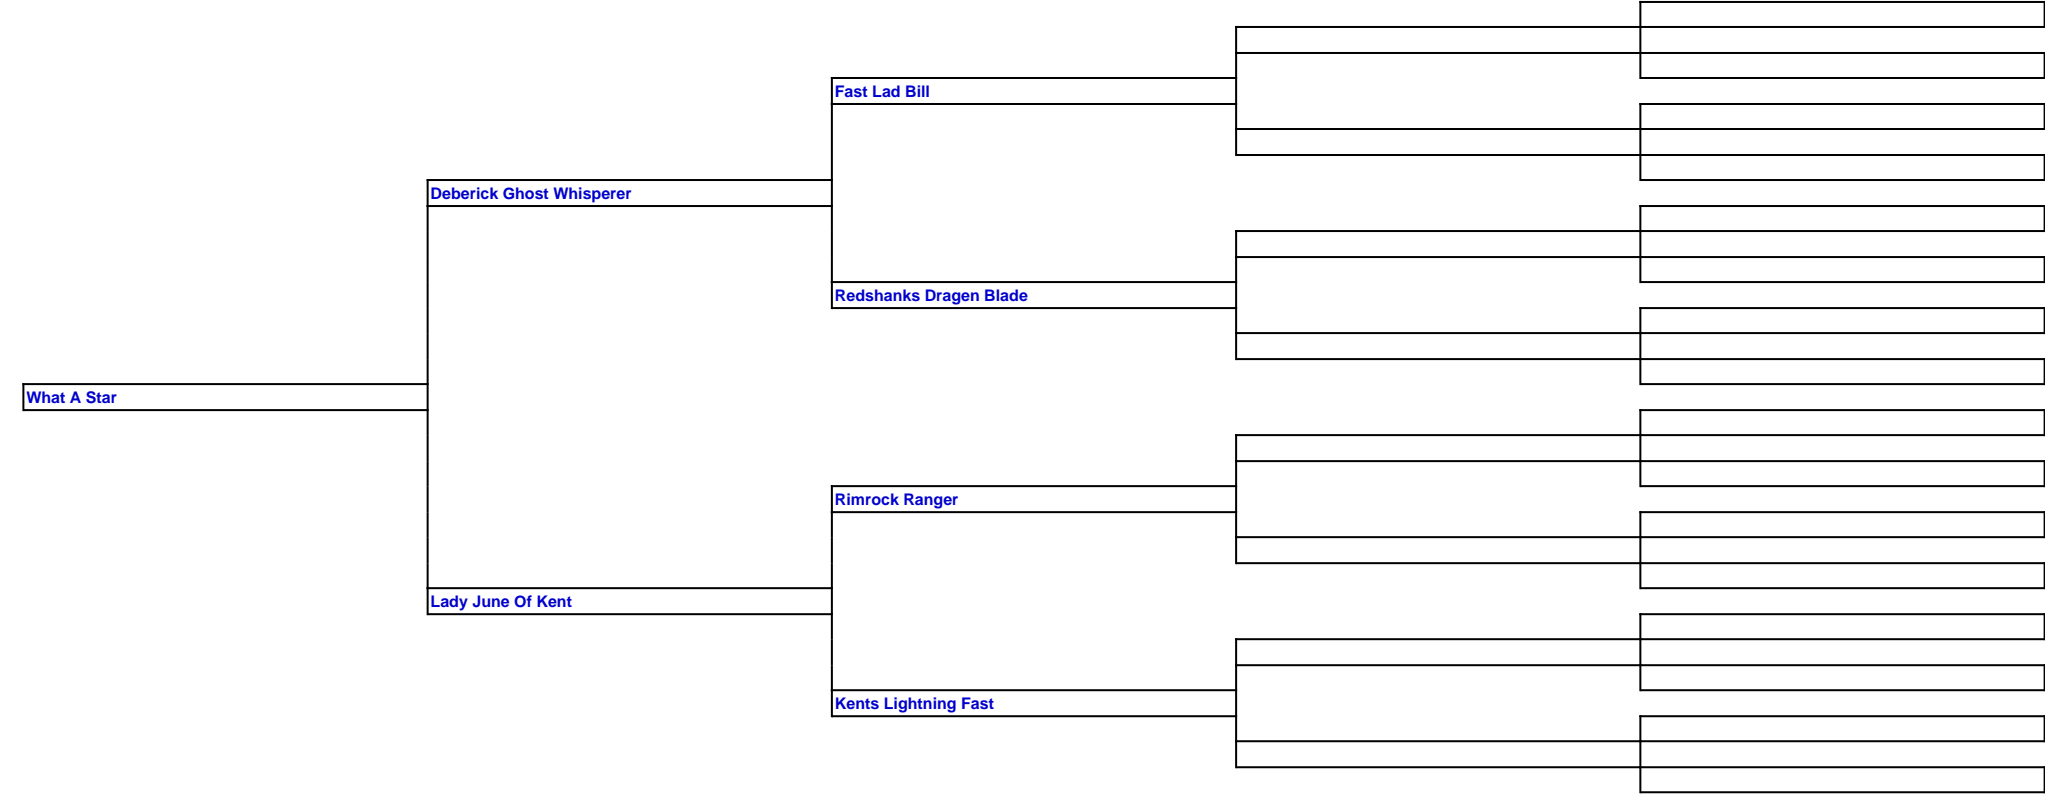 Fast Lad Bill
Deberick Ghost Whisperer
Redshanks Dragen Blade
What A Star
Rimrock Ranger
Lady June Of Kent
Kents Lightning Fast